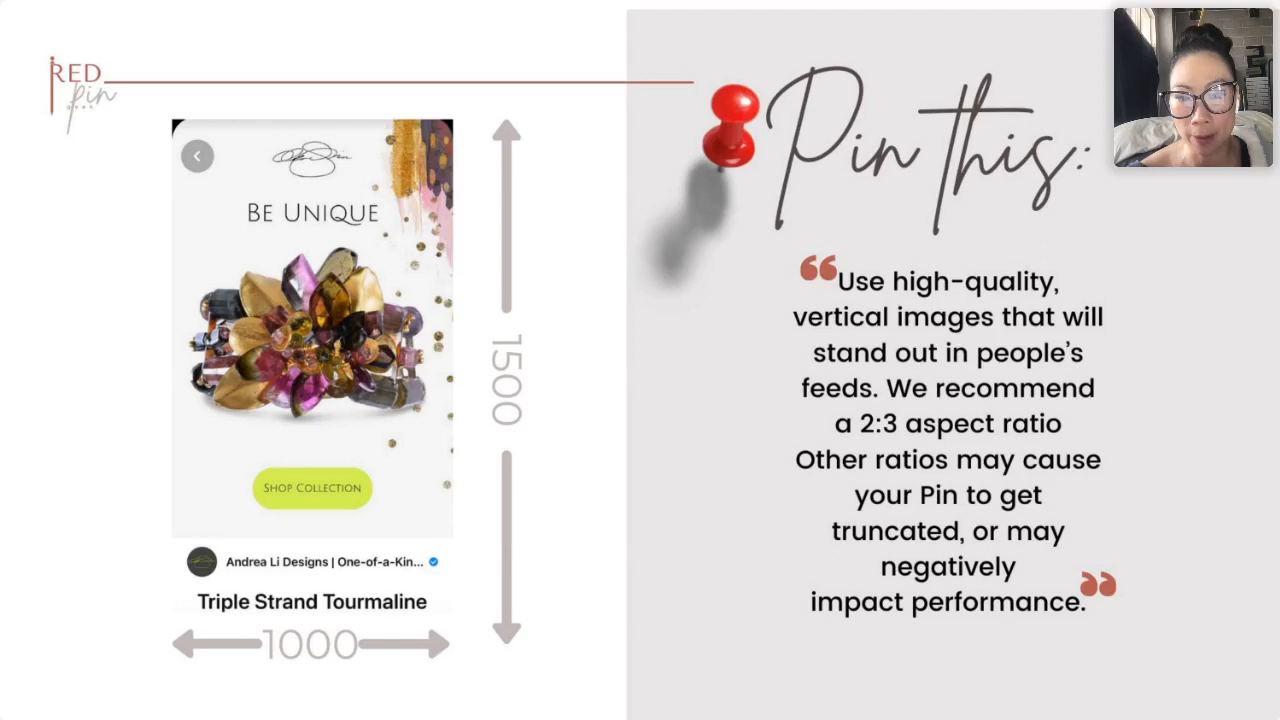 RED
pin
BE UNIQUE
SHOP COLLECTION
Andrea Li Designs | One-of-a-Kin...
Triple Strand Tourmaline
1000
1500
Pin this:
“Use high-quality,
vertical images that will
stand out in people’s
feeds. We recommend
a 2:3 aspect ratio
Other ratios may cause
your Pin to get
truncated, or may
negatively
impact performance.”